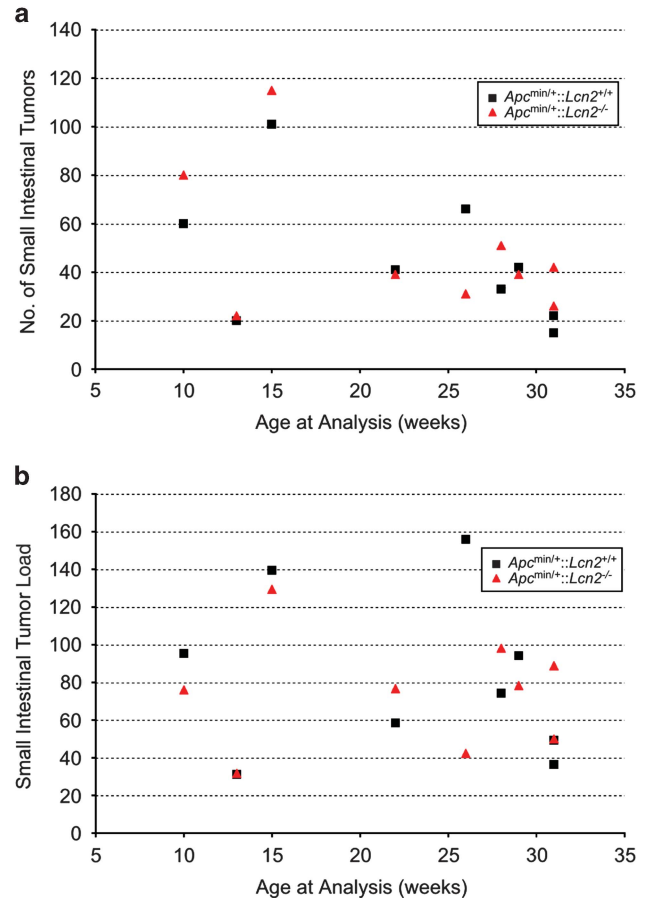 a
140
120
100
80
60
40
20
0
No. of Small Intestinal Tumors
Apcmin/+::Lcn2+/+
Apcmin/+::Lcn2-/-
5 10 15 20 25 30 35
Age at Analysis (weeks)
b
180
160
140
120
100
80
60
40
20
0
Small Intestinal Tumor Load
Apcmin/+::Lcn2+/+
Apcmin/+::Lcn2-/-
5 10 15 20 25 30 35
Age at Analysis (weeks)